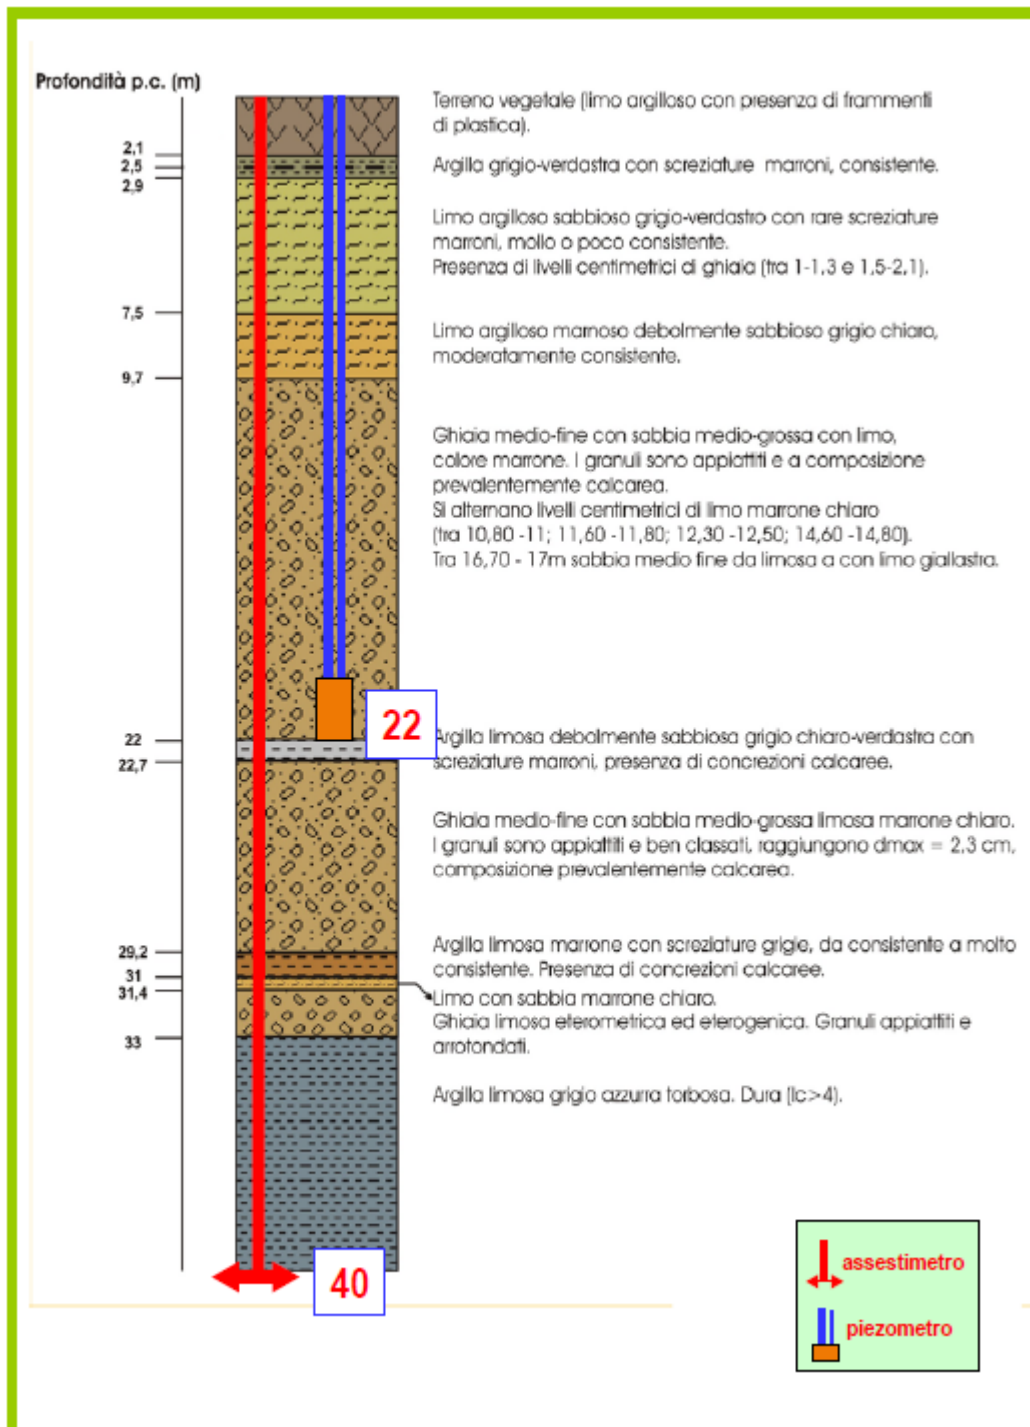 Profondità p.c. (m)
Terreno vegetale (limo argilloso con presenza di frammenti
di plastica).
2,1
2,5
2,9
Argilla grigio-verdastra con screziature marroni, consistente.
Limo argilloso sabbioso grigio-verdastro con rare screziature
marroni, mollo o poco consistente.
Presenza di livelli centimetrici di ghiaia (tra 1-1,3 e 1,5-2,1).
7,5
Limo argilloso marnoso debolmente sabbioso grigio chiaro,
moderatamente consistente.
9,7
Ghiaia medio-fine con sabbia medio-grossa con limo,
colore marrone. I granuli sono appiattiti e a composizione
prevalentemente calcarea.
Si alternano livelli centimetrici di limo marrone chiaro
(tra 10,80 -11; 11,60 -11,80; 12,30 -12,50; 14,60 -14,80).
Tra 16,70 - 17m sabbia medio fine da limosa a con limo giallastra.
22
22
22,7
Argilla limosa debolmente sabbiosa grigio chiaro-verdastra con
screziature marroni, presenza di concrezioni calcaree.
Ghiaia medio-fine con sabbia medio-grossa limosa marrone chiaro.
I granuli sono appiattiti e ben classati, raggiungono dmax = 2,3 cm,
composizione prevalentemente calcarea.
29,2
31
31,4
Argilla limosa marrone con screziature grigie, da consistente a molto
consistente. Presenza di concrezioni calcaree.
Limo con sabbia marrone chiaro.
Ghiaia limosa eterometrica ed eterogenica. Granuli appiattiti e
arrotondati.
33
Argilla limosa grigio azzurra torbosa. Dura (Ic>4).
40
assestimetro
piezometro